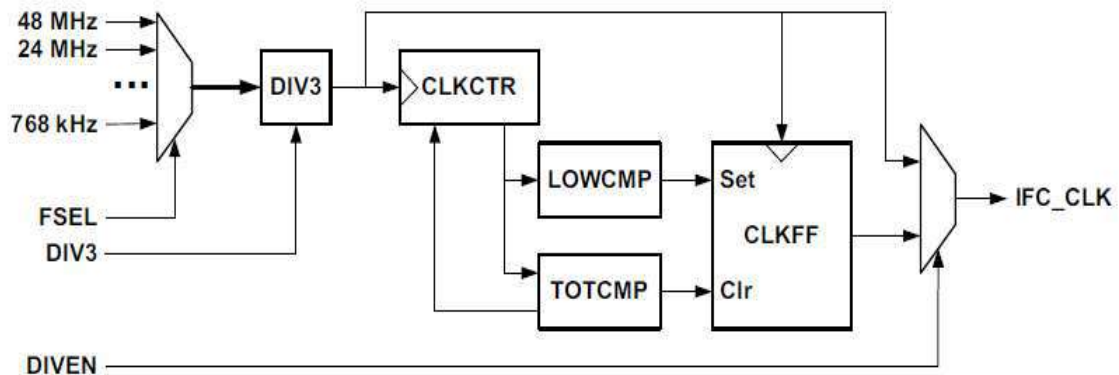 48 MHz
24 MHz
...
768 kHz
FSEL
DIV3
DIVEN
DIV3
CLKCTR
LOWCMP
TOTCMP
Set
CLKFF
Clr
IFC_CLK